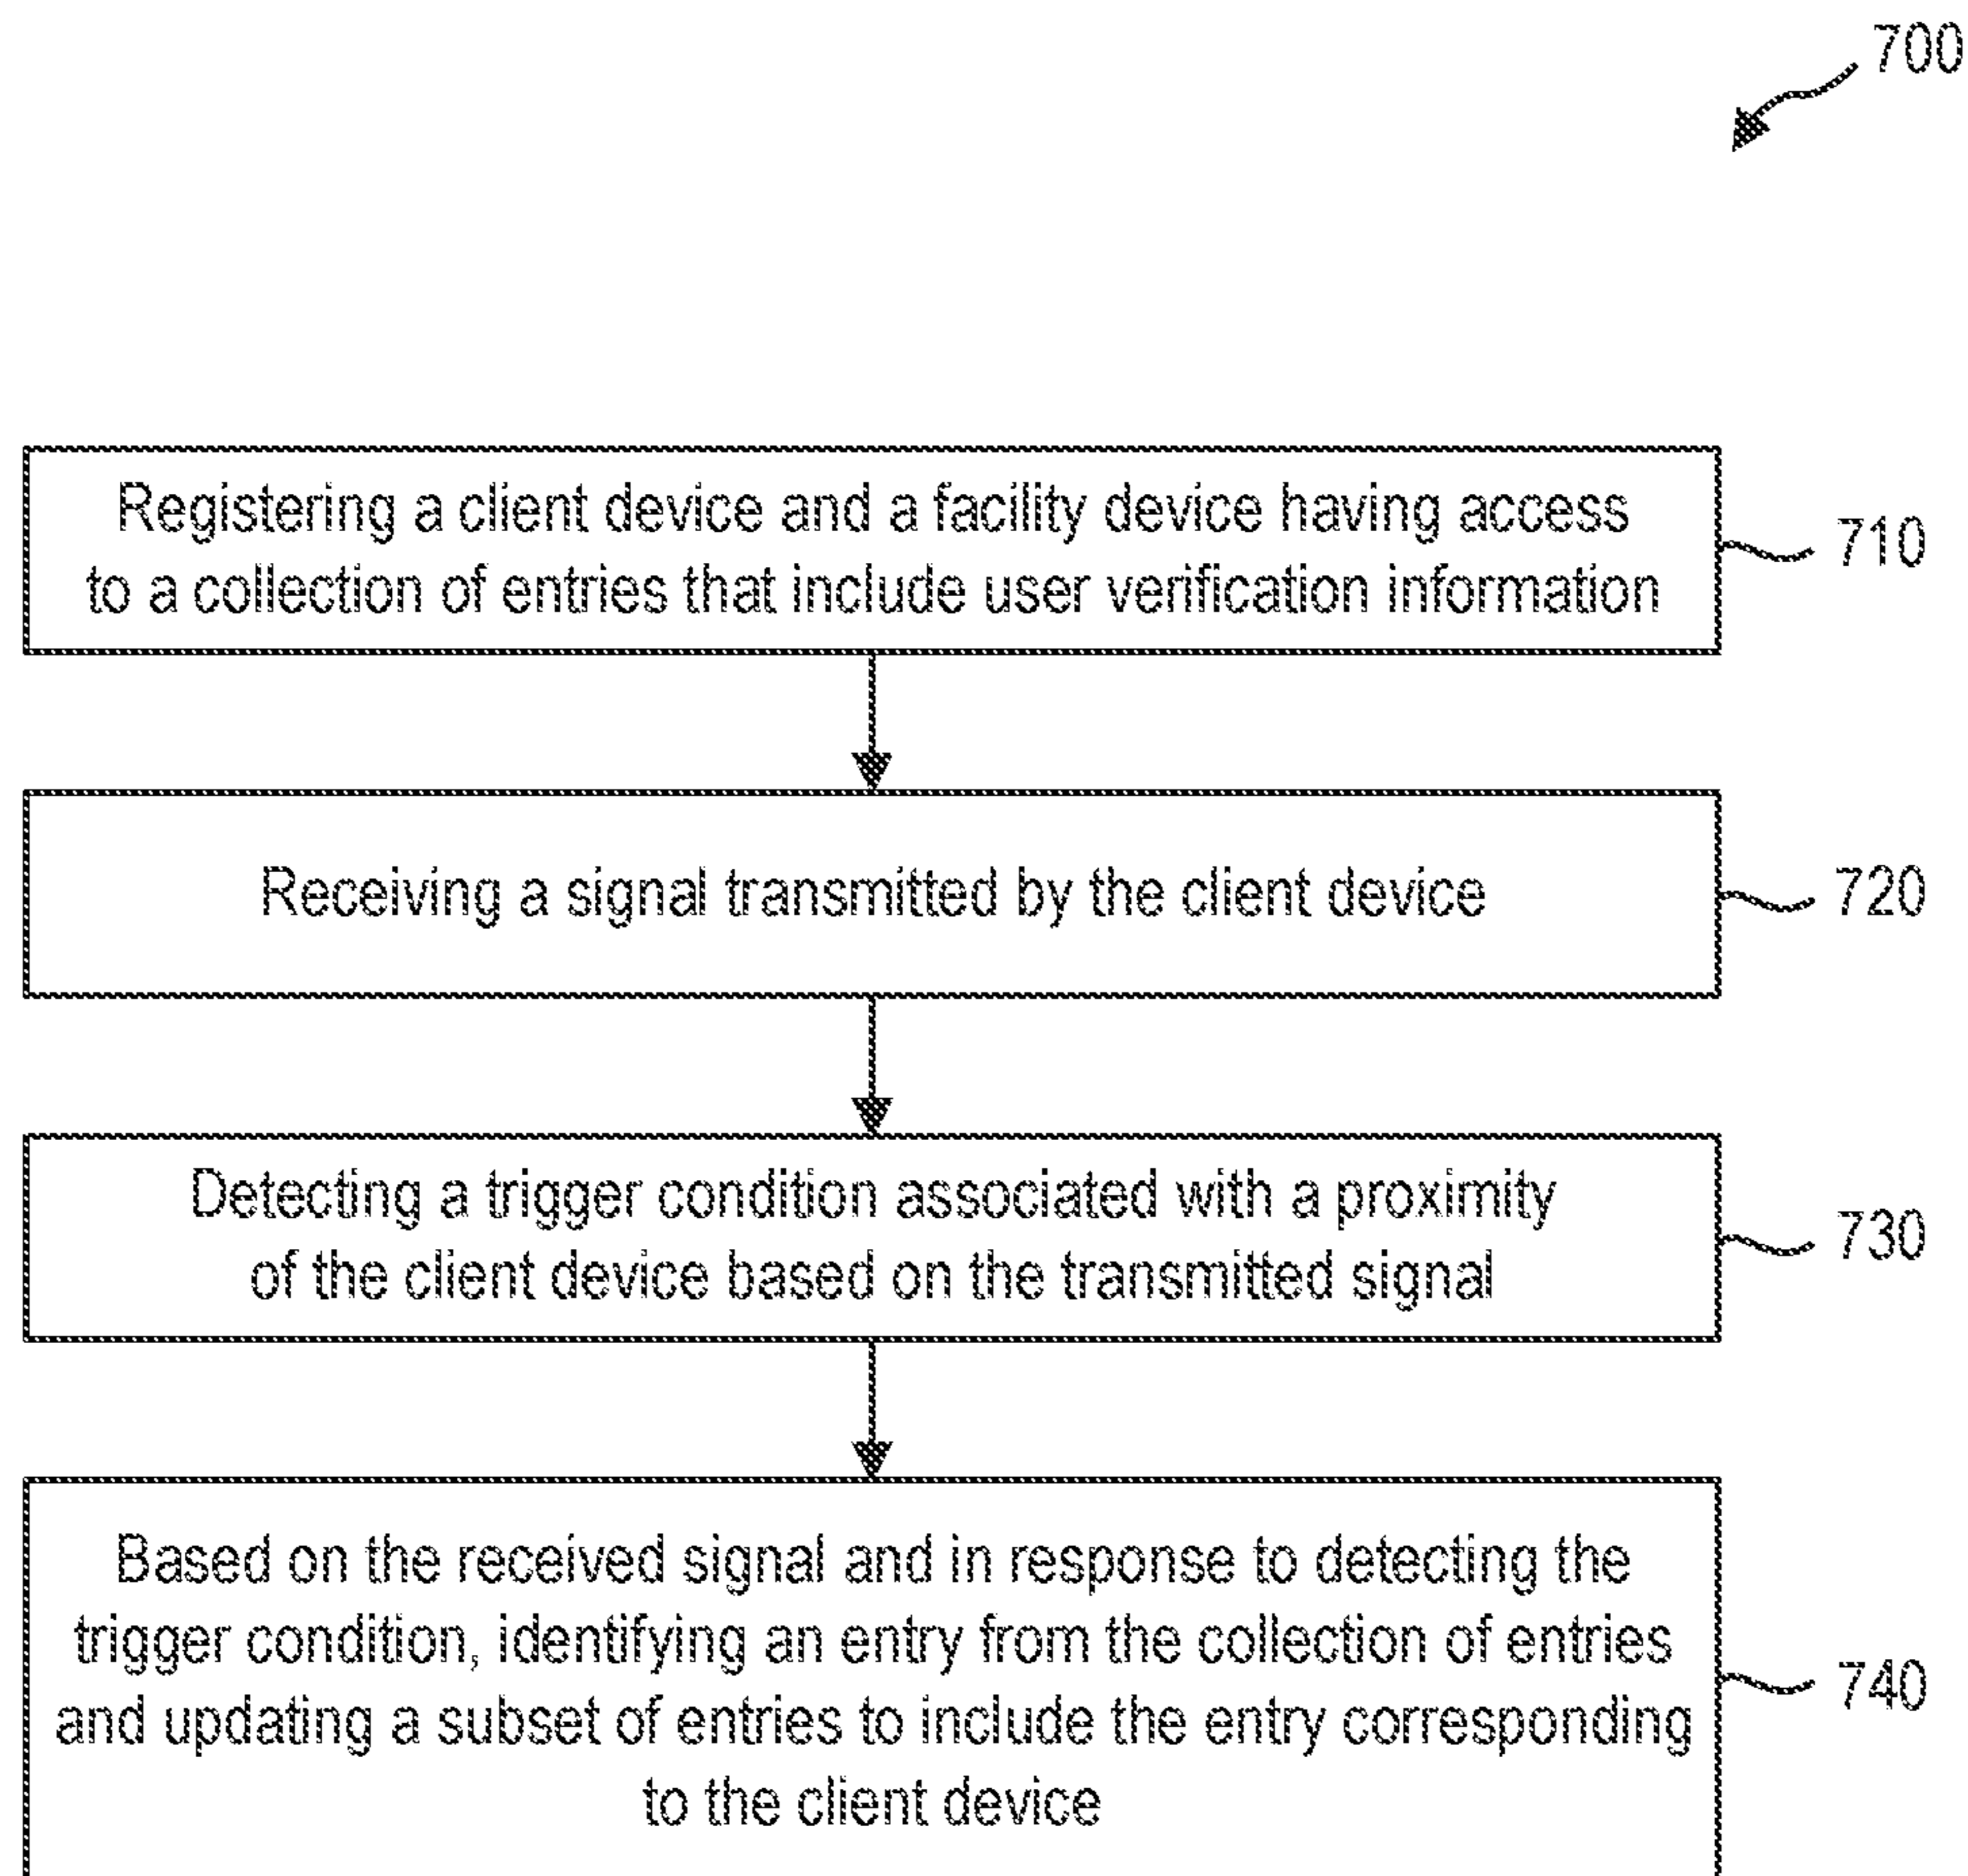 700
Registering a client device and a facility device having access
to a collection of entries that include user verification information
710
Receiving a signal transmitted by the client device
720
Detecting a trigger condition associated with a proximity
of the client device based on the transmitted signal
730
Based on the received signal and in response to detecting the
trigger condition, identifying an entry from the collection of entries
and updating a subset of entries to include the entry corresponding
to the client device
740